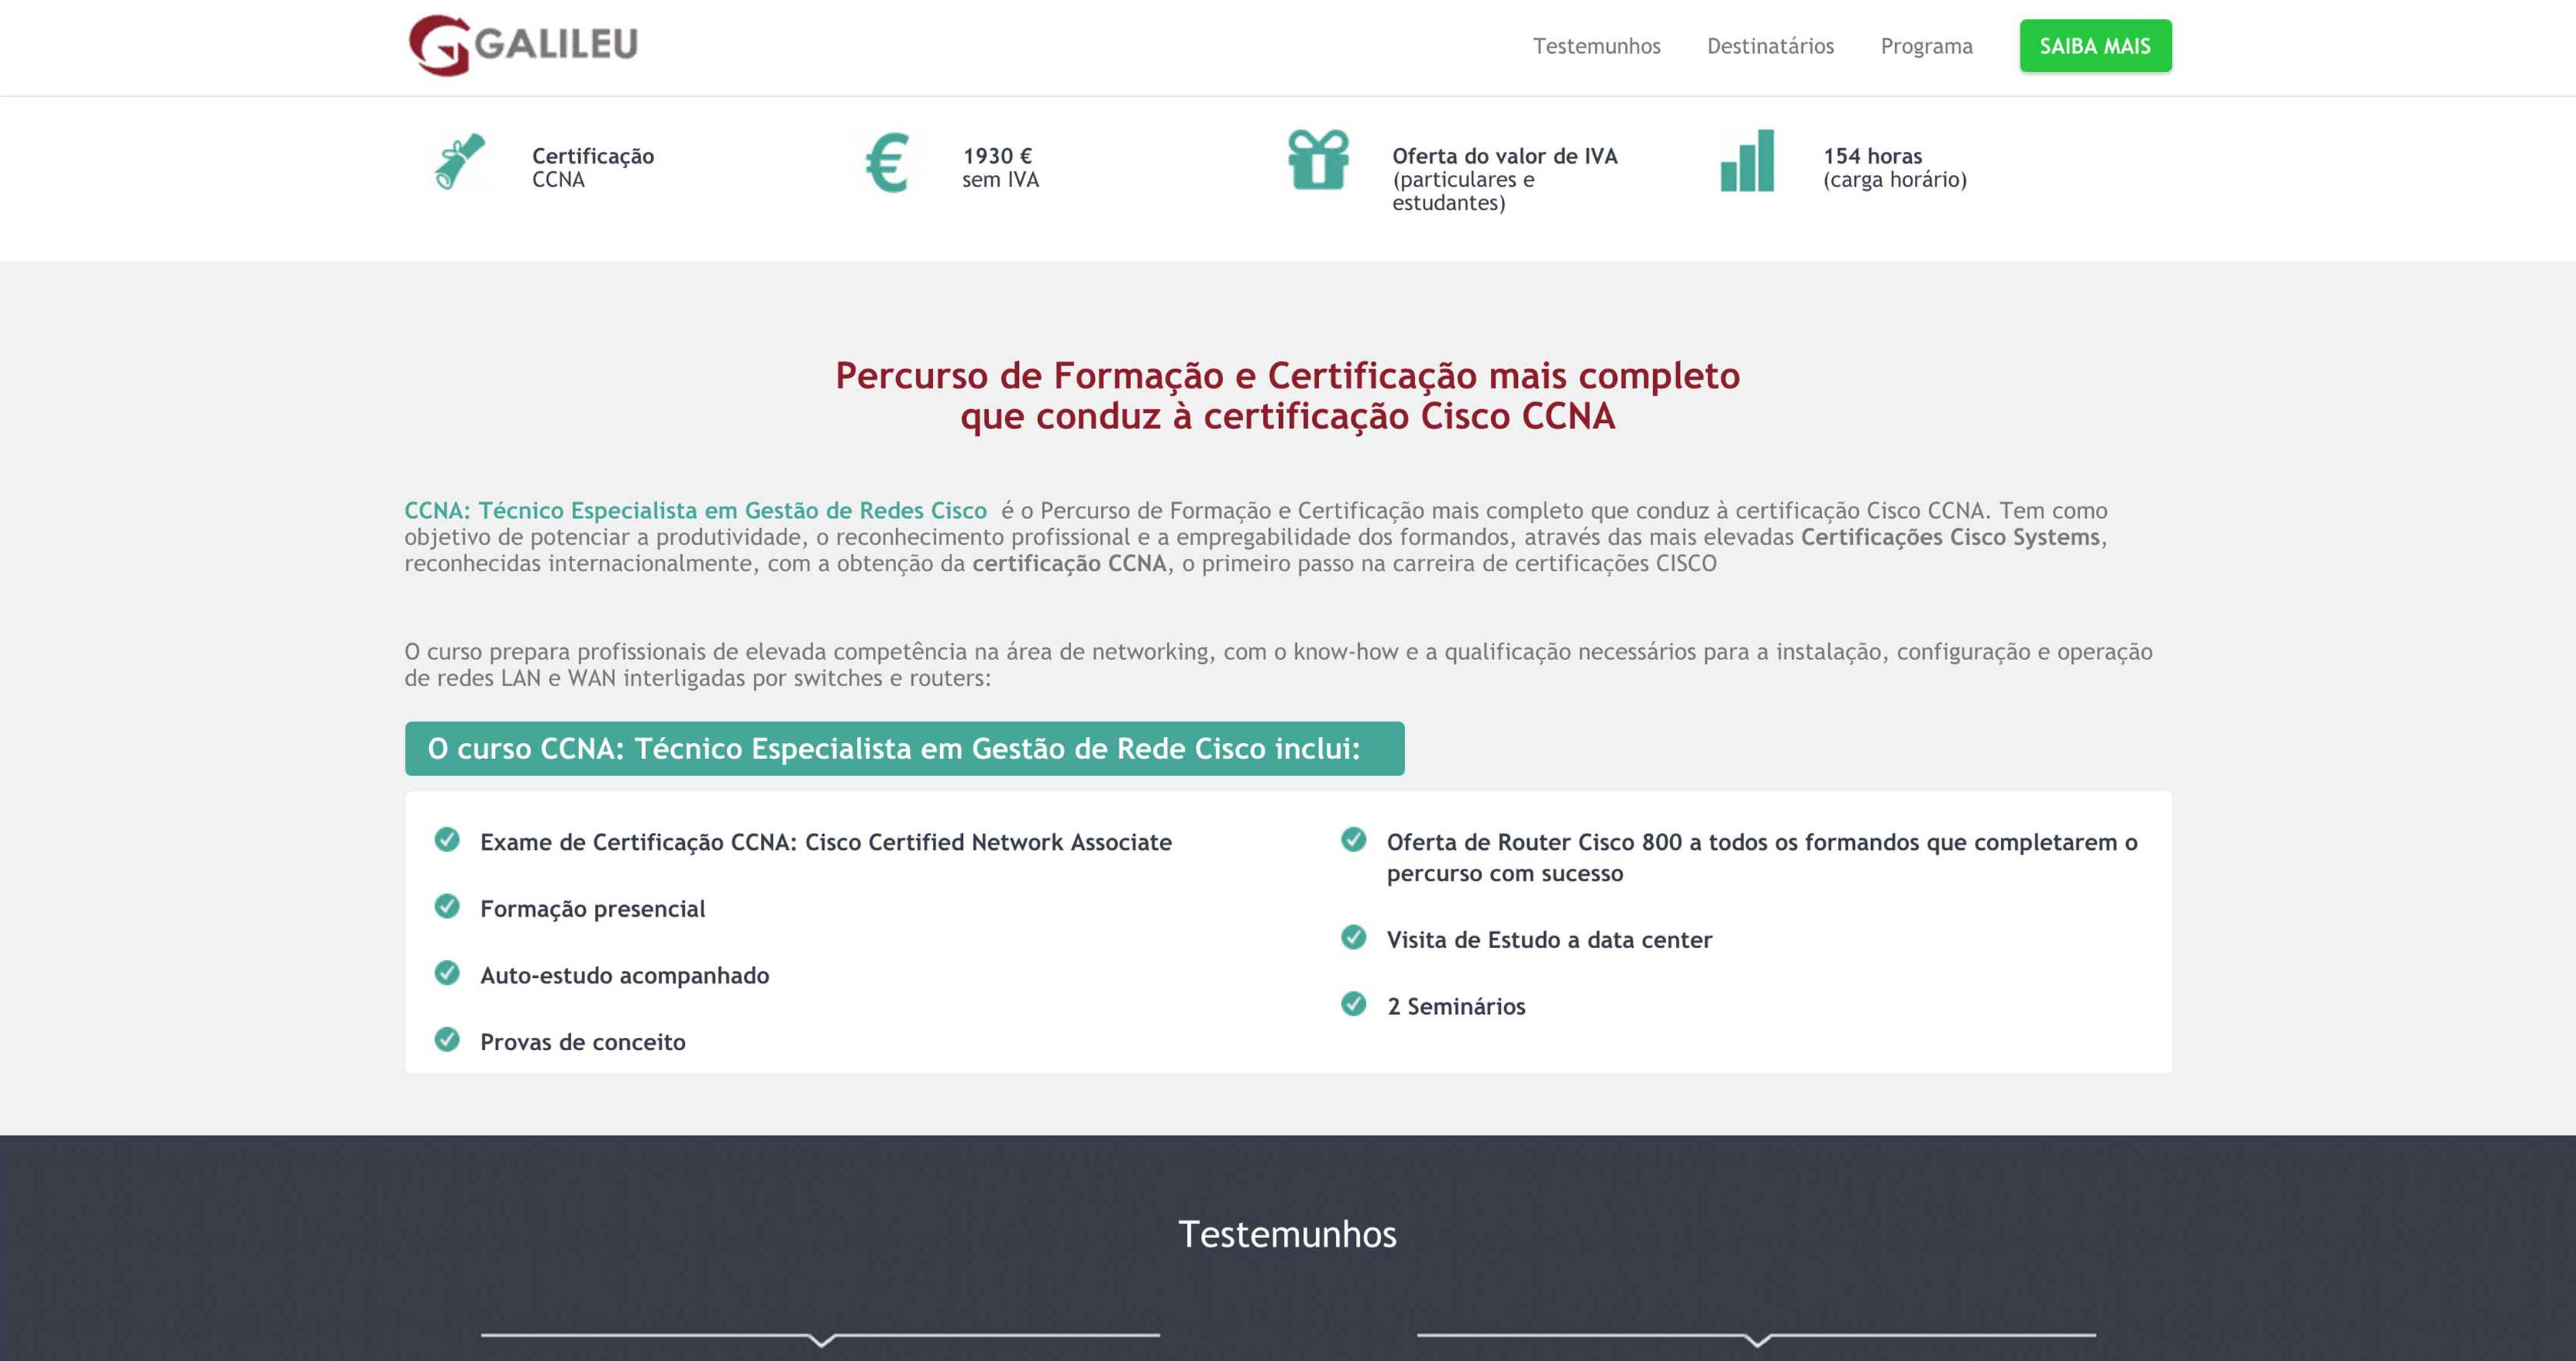 GALILEU
Testemunhos
Destinatários
Programa
SAIBA MAIS
Certificação
CCNA
€
1930 €
sem IVA
Oferta do valor de IVA
(particulares e
estudantes)
154 horas
(carga horário)
Percurso de Formação e Certificação mais completo
que conduz à certificação Cisco CCNA
CCNA: Técnico Especialista em Gestão de Redes Cisco é o Percurso de Formação e Certificação mais completo que conduz à certificação Cisco CCNA. Tem como
objetivo de potenciar a produtividade, o reconhecimento profissional e a empregabilidade dos formandos, através das mais elevadas Certificações Cisco Systems,
reconhecidas internacionalmente, com a obtenção da certificação CCNA, o primeiro passo na carreira de certificações CISCO
O curso prepara profissionais de elevada competência na área de networking, com o know-how e a qualificação necessários para a instalação, configuração e operação
de redes LAN e WAN interligadas por switches e routers:
O curso CCNA: Técnico Especialista em Gestão de Rede Cisco inclui:
Exame de Certificação CCNA: Cisco Certified Network Associate
Formação presencial
Auto-estudo acompanhado
Provas de conceito
Oferta de Router Cisco 800 a todos os formandos que completarem o
percurso com sucesso
Visita de Estudo a data center
2 Seminários
Testemunhos